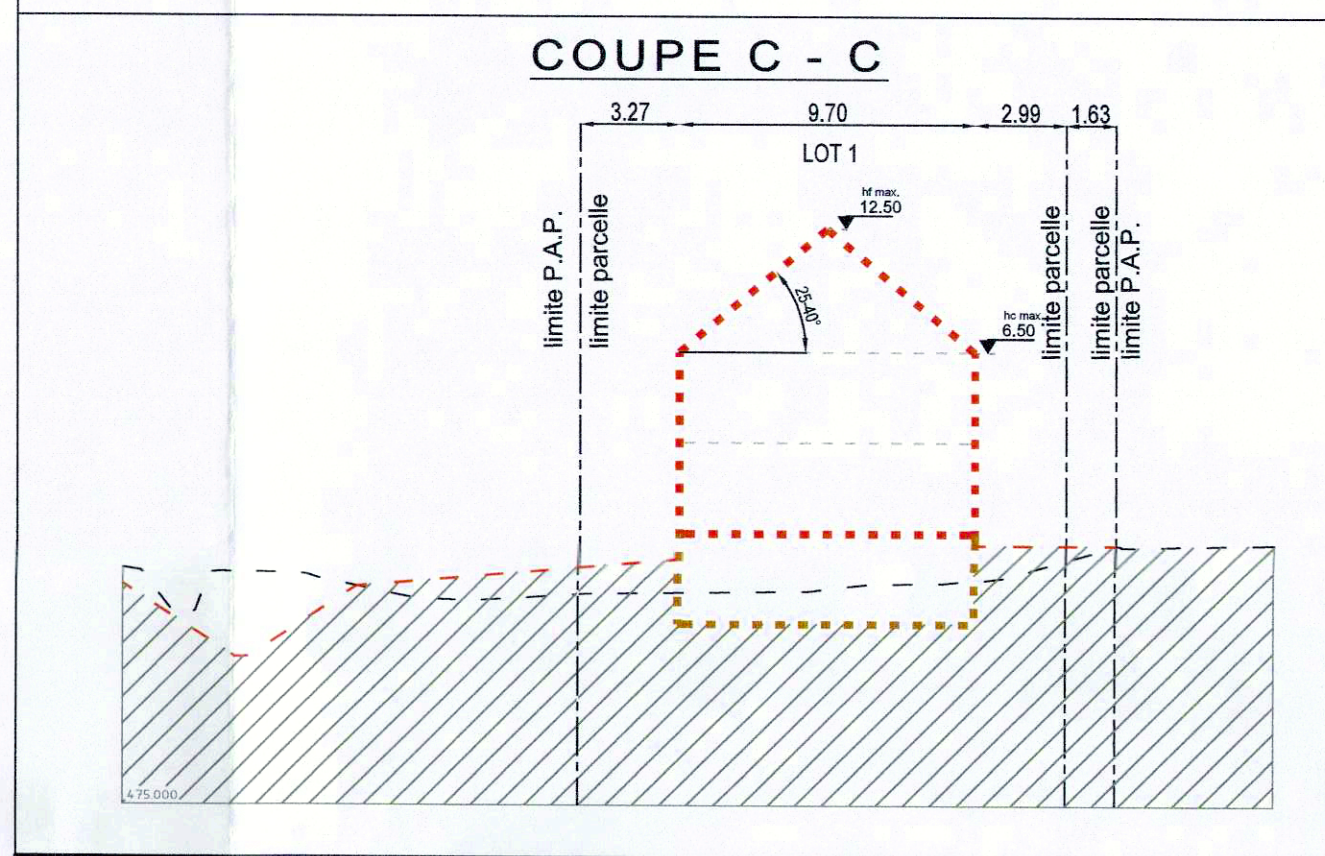 COUPE C - C
3.27
9.70
2.99
1.63
LOT 1
hf max.
12.50
25-40°
hc max.
6.50
limite P.A.P.
limite parcelle
limite parcelle
limite parcelle
limite P.A.P.
475.000